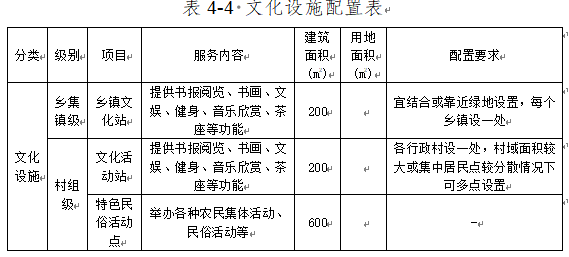 表 4-4·文化设施配置表
分类 级别 项目 服务内容 建筑面积(㎡) 用地面积(㎡) 配置要求
文化设施
乡集镇级
乡镇文化站
提供书报阅览、书画、文
娱、健身、音乐欣赏、茶
座等功能
200
宜结合或靠近绿地设置，每个
乡镇设一处
村组级
文化活动站
提供书报阅览、书画、文
娱、健身、音乐欣赏、茶
座等功能
200
各行政村设一处，村域面积较
大或集中居民点较分散情况下
可多点设置
特色民俗活动点
举办各种农民集体活动、
民俗活动等
600
-